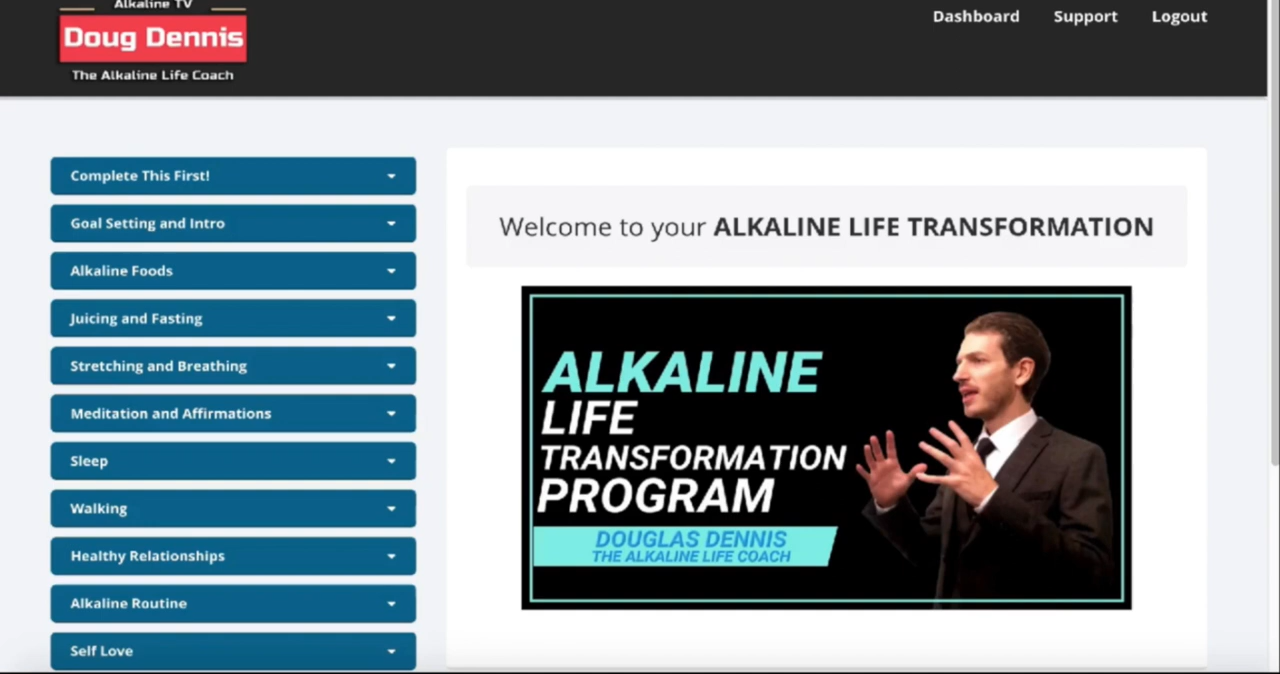 Alkaline TV
Doug Dennis
The Alkaline Life Coach
Dashboard Support Logout
Complete This First!
Goal Setting and Intro
Alkaline Foods
Juicing and Fasting
Stretching and Breathing
Meditation and Affirmations
Sleep
Walking
Healthy Relationships
Alkaline Routine
Self Love
Welcome to your ALKALINE LIFE TRANSFORMATION
ALKALINE
LIFE
TRANSFORMATION
PROGRAM
DOUGLAS DENNIS
THE ALKALINE LIFE COACH